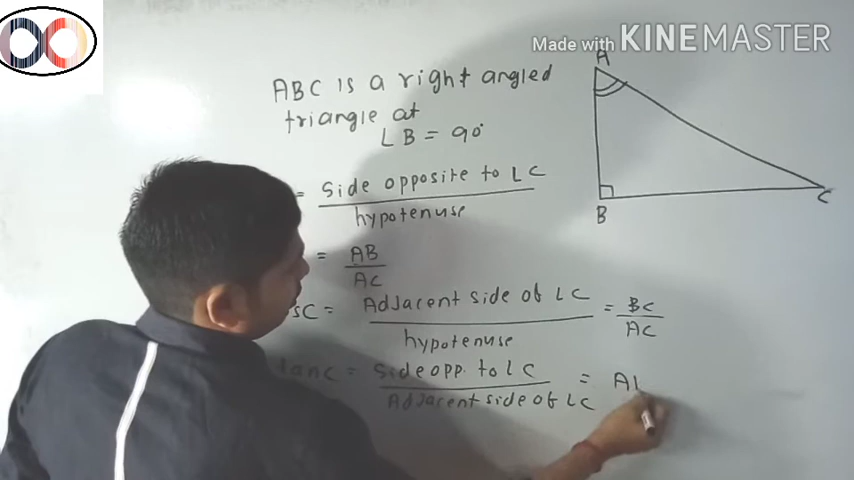 Made with KINEMASTER
ABC is a right angled
triangle at
∠B = 90°
= Side opposite to ∠C
hypotenuse
= AB
AC
sC = Adjacent side of ∠C = BC
hypotenuse AC
tanC = Side opp. to ∠C = A
Adjacent side of ∠C
A
B
C